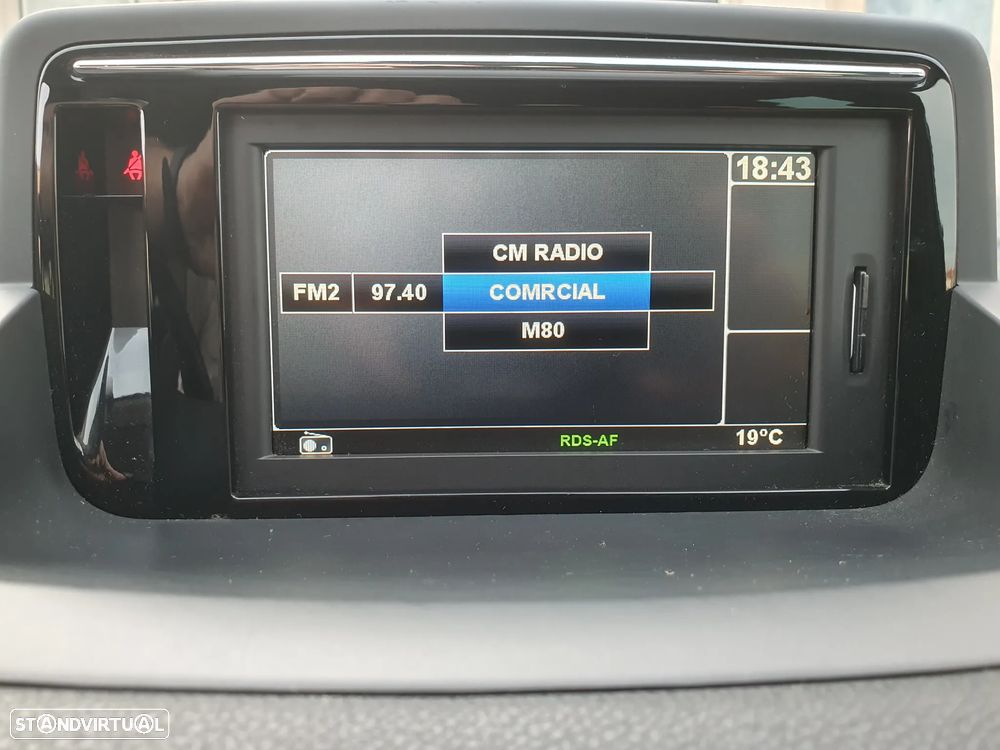 18:43
CM RADIO
FM2 97.40 COMRCIAL
M80
RDS-AF 19°C
STANDVIRTUAL